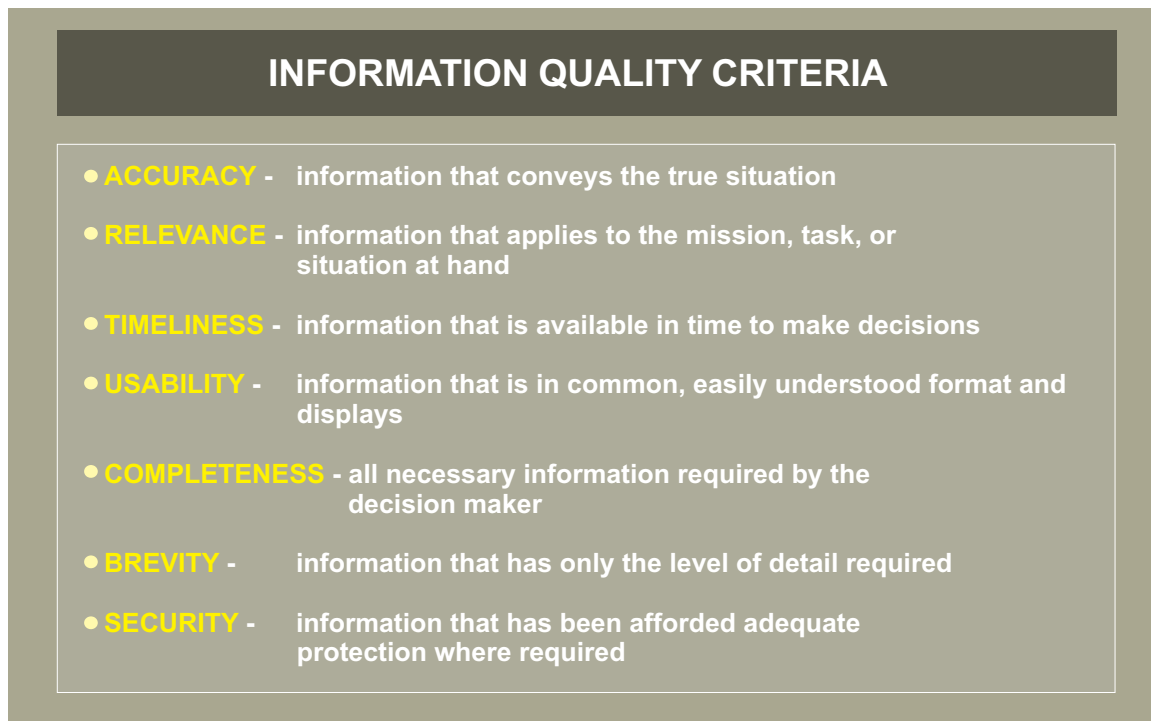 INFORMATION QUALITY CRITERIA
• ACCURACY - information that conveys the true situation
• RELEVANCE - information that applies to the mission, task, or
situation at hand
• TIMELINESS - information that is available in time to make decisions
• USABILITY - information that is in common, easily understood format and
displays
• COMPLETENESS - all necessary information required by the
decision maker
• BREVITY - information that has only the level of detail required
• SECURITY - information that has been afforded adequate
protection where required